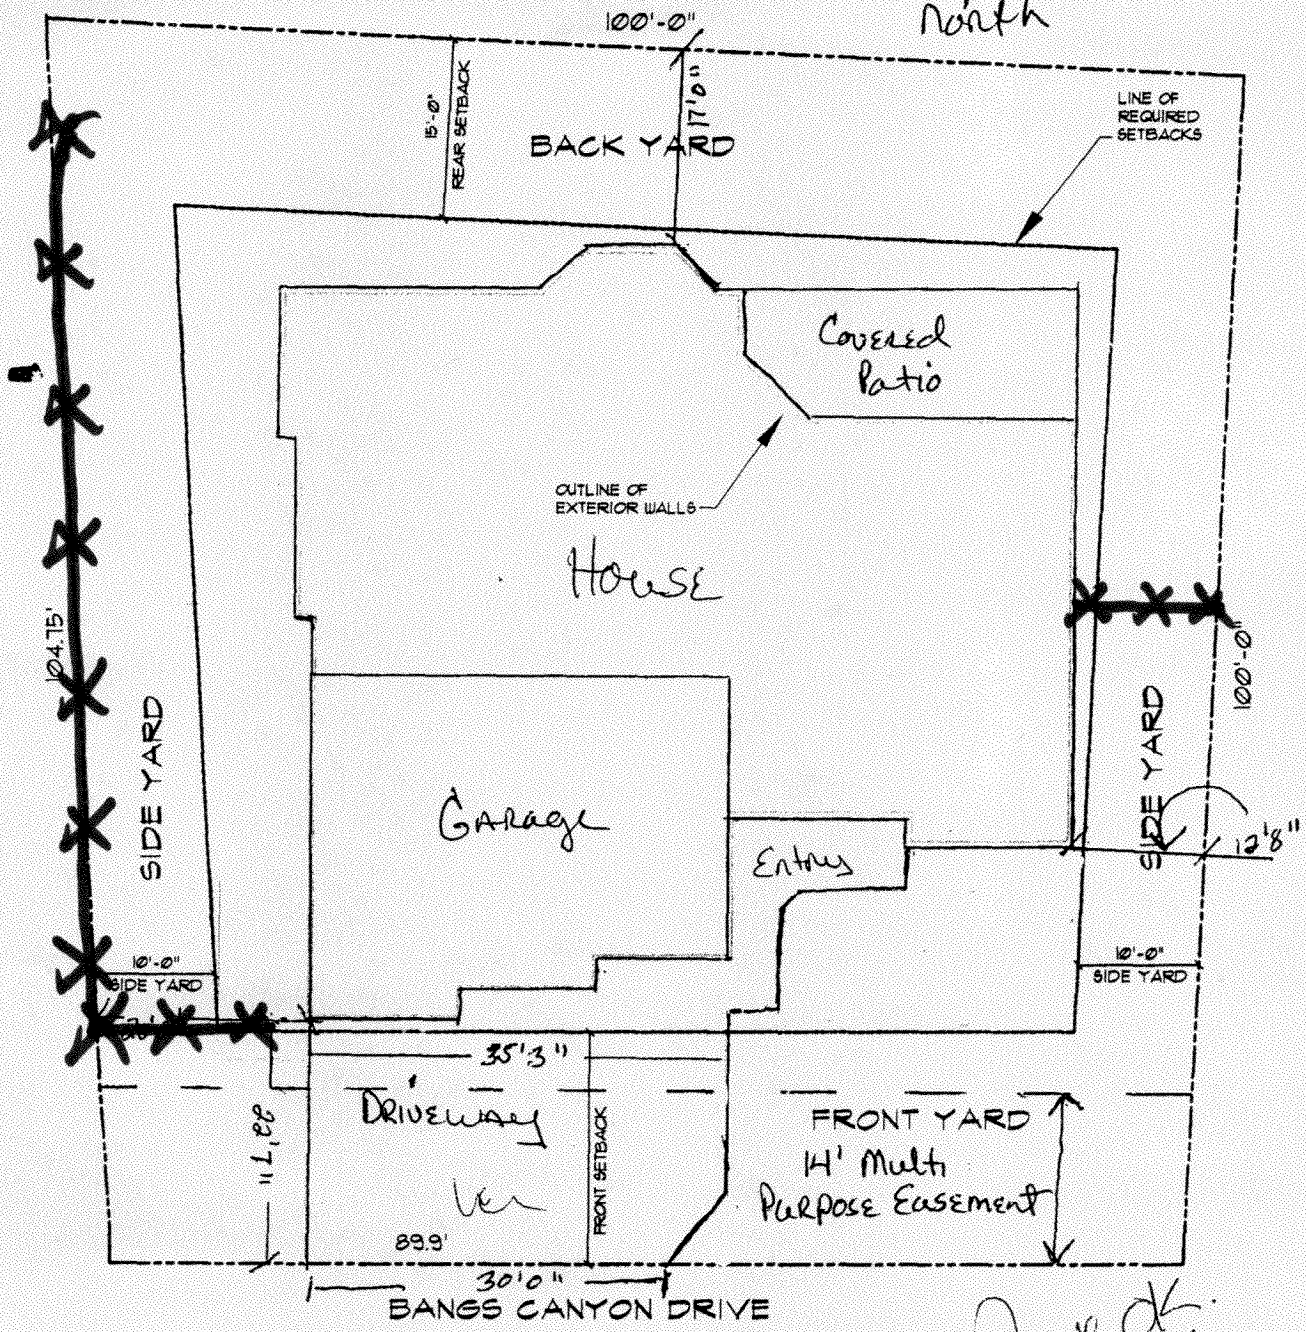 North
100'-0"
LINE OF
REQUIRED
SETBACKS
15'-0"
REAR SETBACK
17'0"
BACK YARD
Covered
Patio
OUTLINE OF
EXTERIOR WALLS
House
104.75'
100'-0"
SIDE YARD
SIDE YARD
Garage
Entry
12'8"
10'-0"
SIDE YARD
10'-0"
SIDE YARD
35'3"
DRIVEWAY
22'7"
FRONT SETBACK
FRONT YARD
14' Multi
Purpose Easement
89.9'
30'0"
BANGS CANYON DRIVE